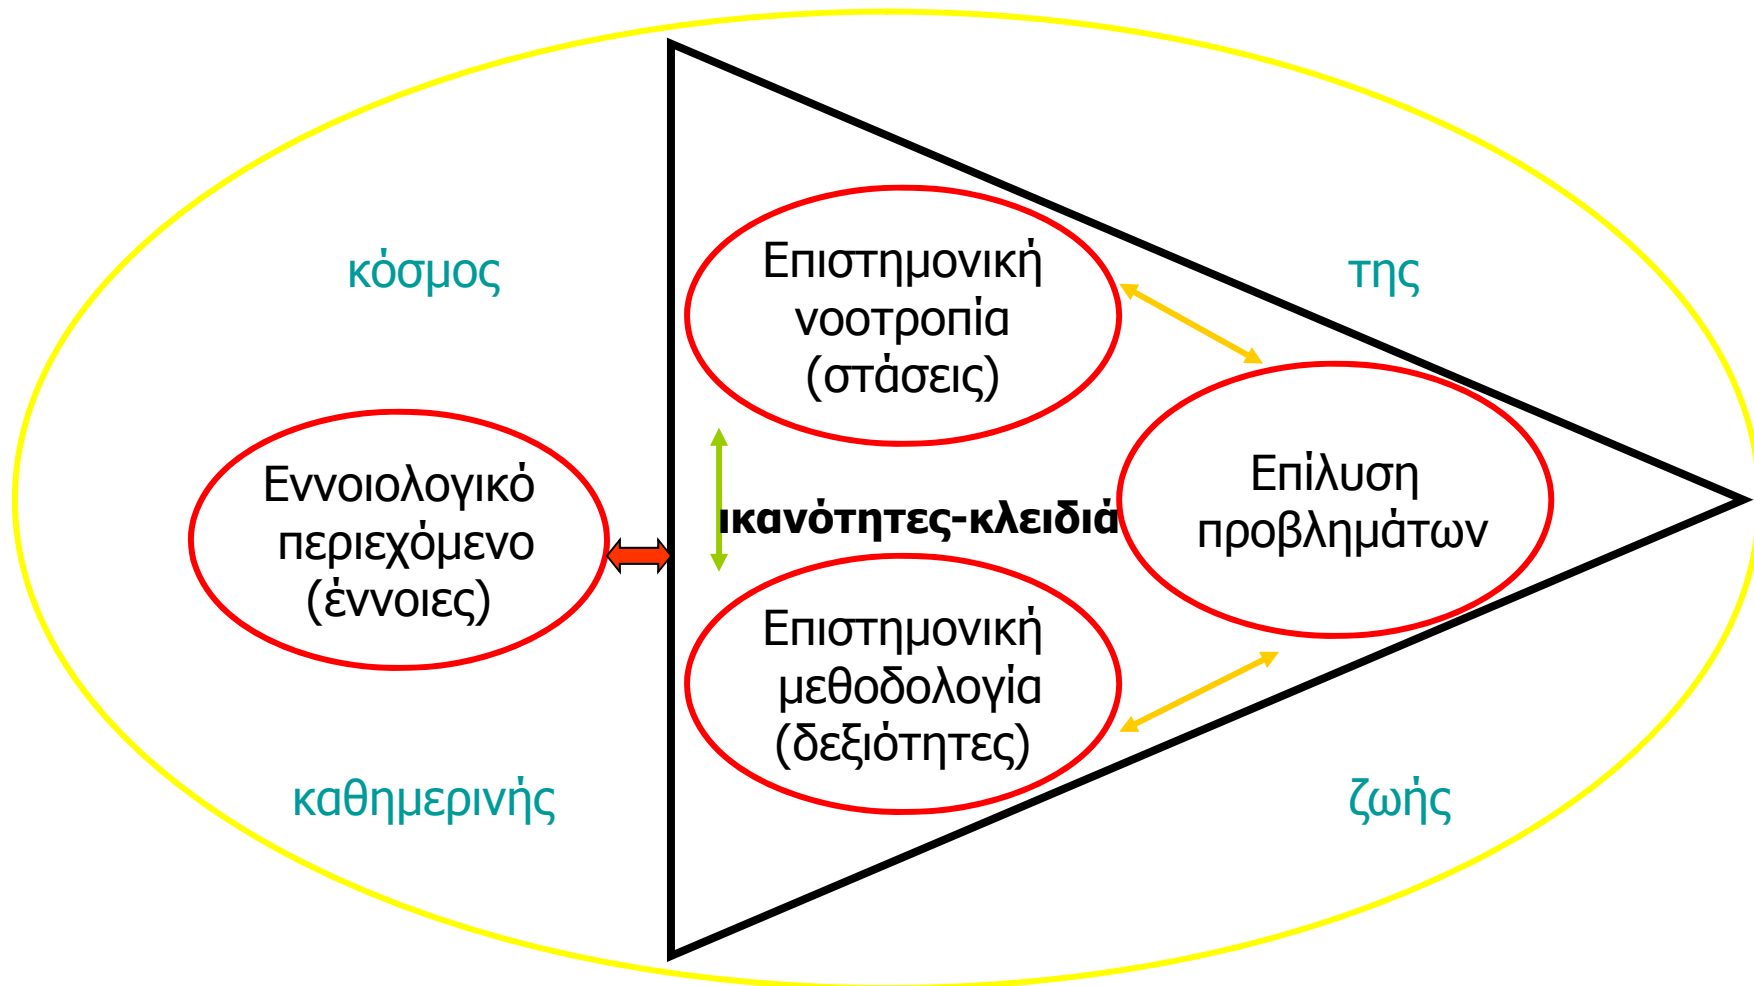 κόσμος
της
Επιστημονική
νοοτροπία
(στάσεις)
Εννοιολογικό
περιεχόμενο
(έννοιες)
ικανότητες-κλειδιά
Επίλυση
προβλημάτων
Επιστημονική
μεθοδολογία
(δεξιότητες)
καθημερινής
ζωής